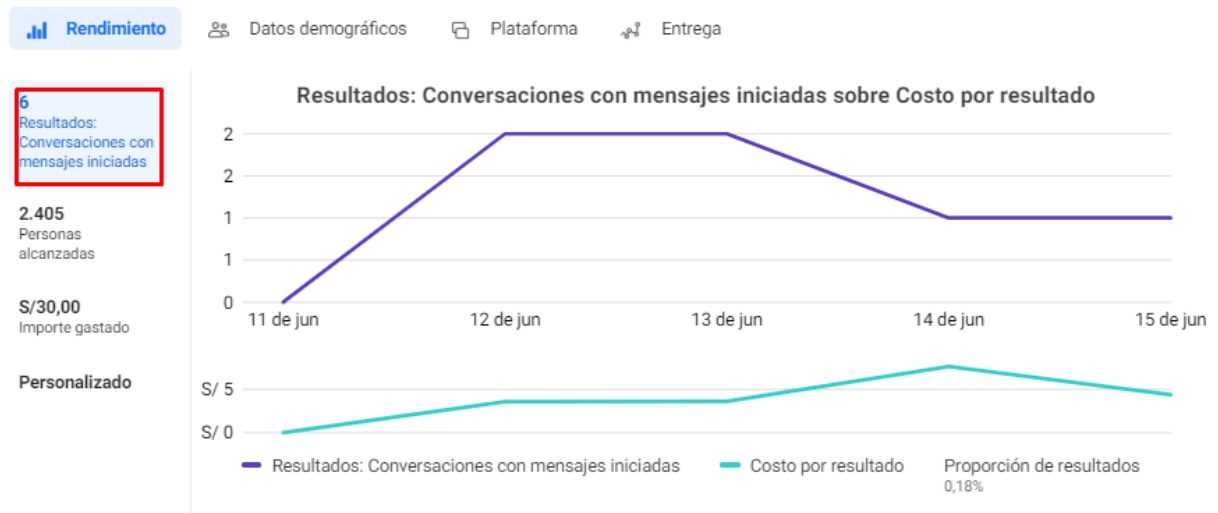 Rendimiento
Datos demográficos
Plataforma
Entrega
6
Resultados:
Conversaciones con
mensajes iniciadas
2.405
Personas
alcanzadas
S/30,00
Importe gastado
Personalizado
Resultados: Conversaciones con mensajes iniciadas sobre Costo por resultado
2
2
1
1
0
11 de jun
12 de jun
13 de jun
14 de jun
15 de jun
S/ 5
S/ 0
Resultados: Conversaciones con mensajes iniciadas
Costo por resultado
Proporción de resultados
0,18%